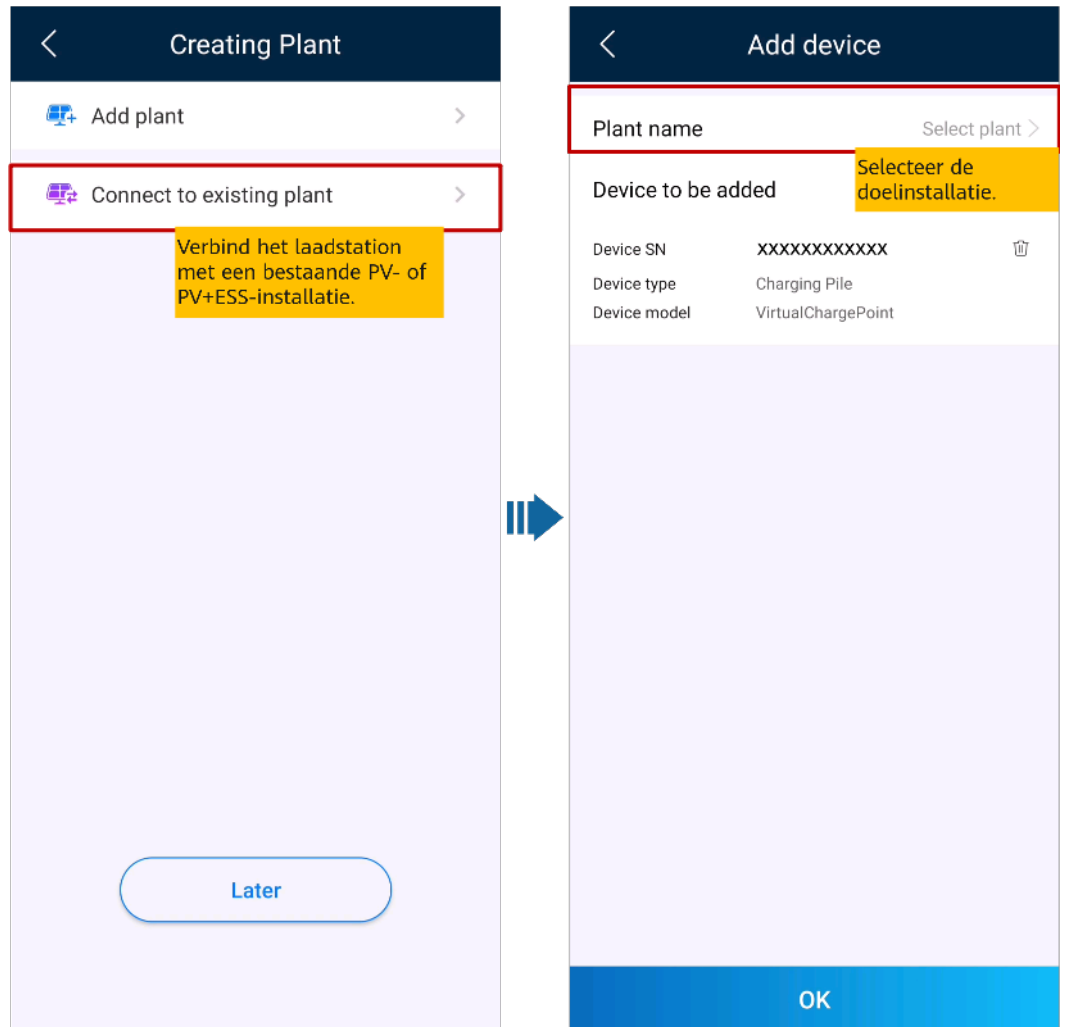 Creating Plant
Add plant
Connect to existing plant
Verbind het laadstation
met een bestaande PV- of
PV+ESS-installatie.
Later
Add device
Plant name
Select plant
Selecteer de
doelinstallatie.
Device to be added
Device SN XXXXXXXXXXXX
Device type Charging Pile
Device model VirtualChargePoint
OK